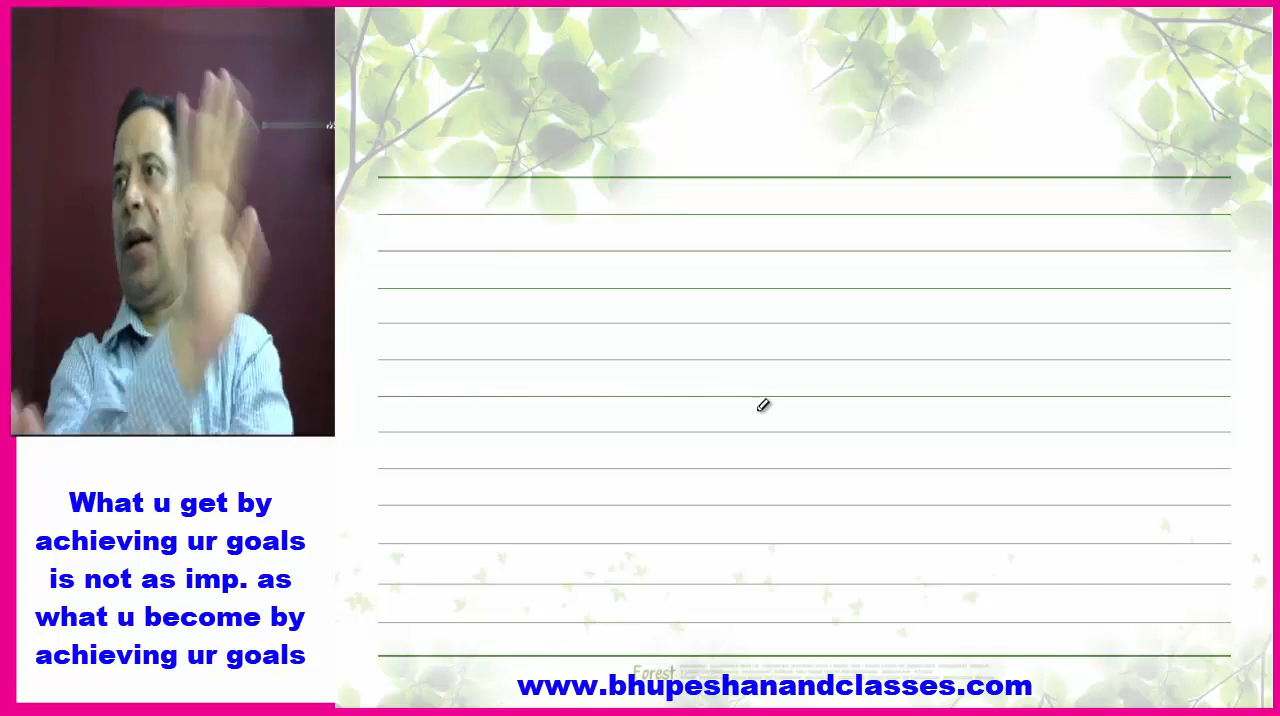 What u get by
achieving ur goals
is not as imp. as
what u become by
achieving ur goals
Forest
www.bhupeshanandclasses.com